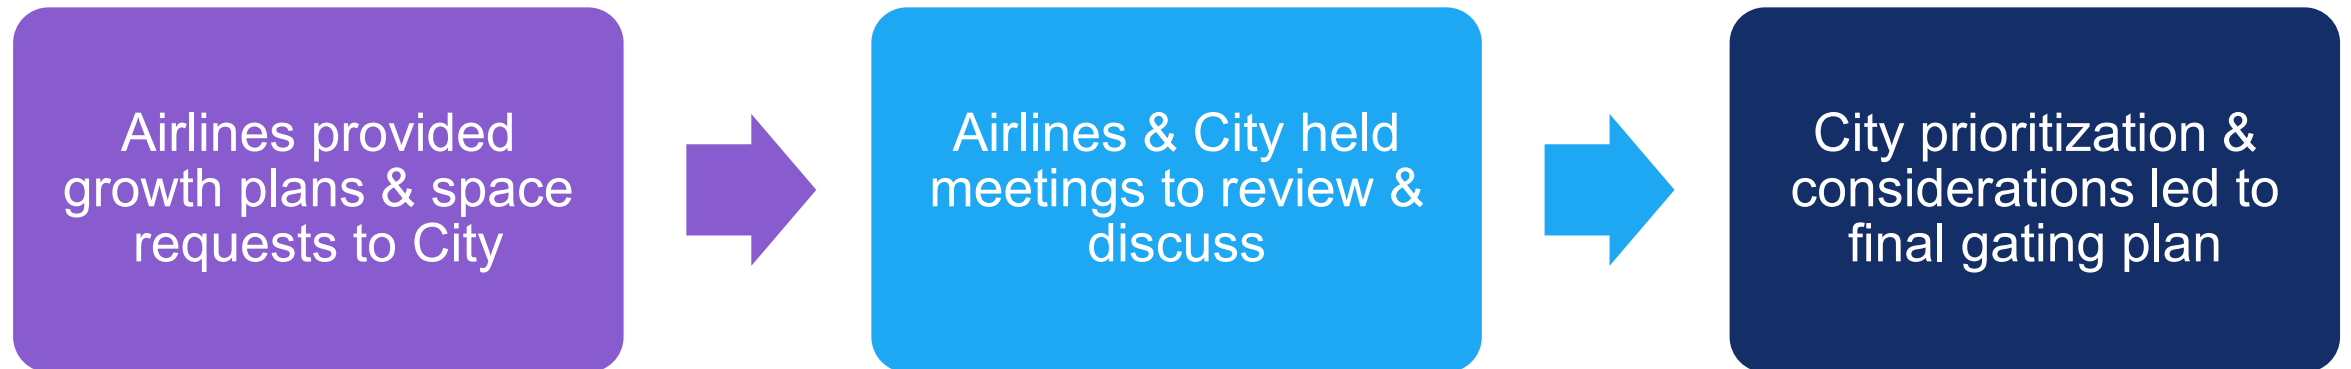 Airlines provided
growth plans & space
requests to City
Airlines & City held
meetings to review &
discuss
City prioritization &
considerations led to
final gating plan